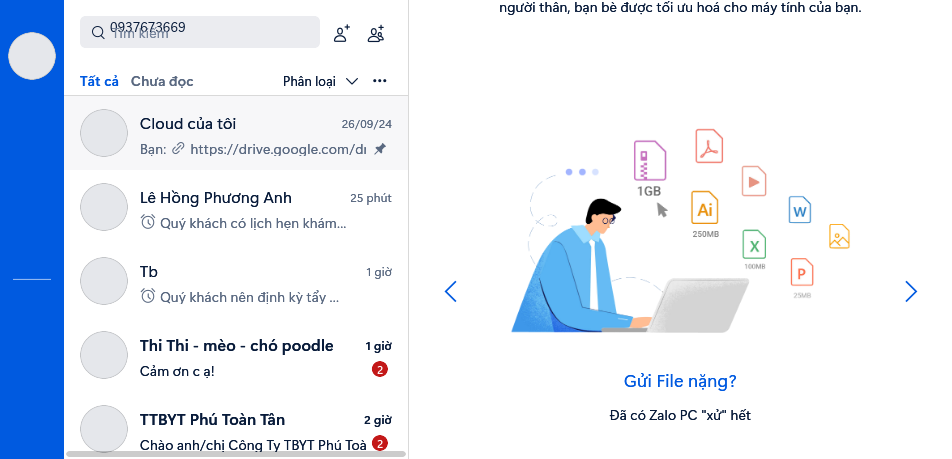 0937673669
Tìm kiếm
Tất cả Chưa đọc Phân loại
Cloud của tôi 26/09/24
Bạn: https://drive.google.com/dr
Lê Hồng Phương Anh 25 phút
Quý khách có lịch hẹn khám...
Tb 1 giờ
Quý khách nên định kỳ tẩy ...
Thi Thi - mèo - chó poodle 1 giờ
Cảm ơn c ạ! 2
TTBYT Phú Toàn Tân 2 giờ
Chào anh/chị Công Ty TBYT Phú Toà 2
người thân, bạn bè được tối ưu hoá cho máy tính của bạn.
1GB
Ai
250MB
W
X
100MB
P
25MB
Gửi File nặng?
Đã có Zalo PC "xử" hết